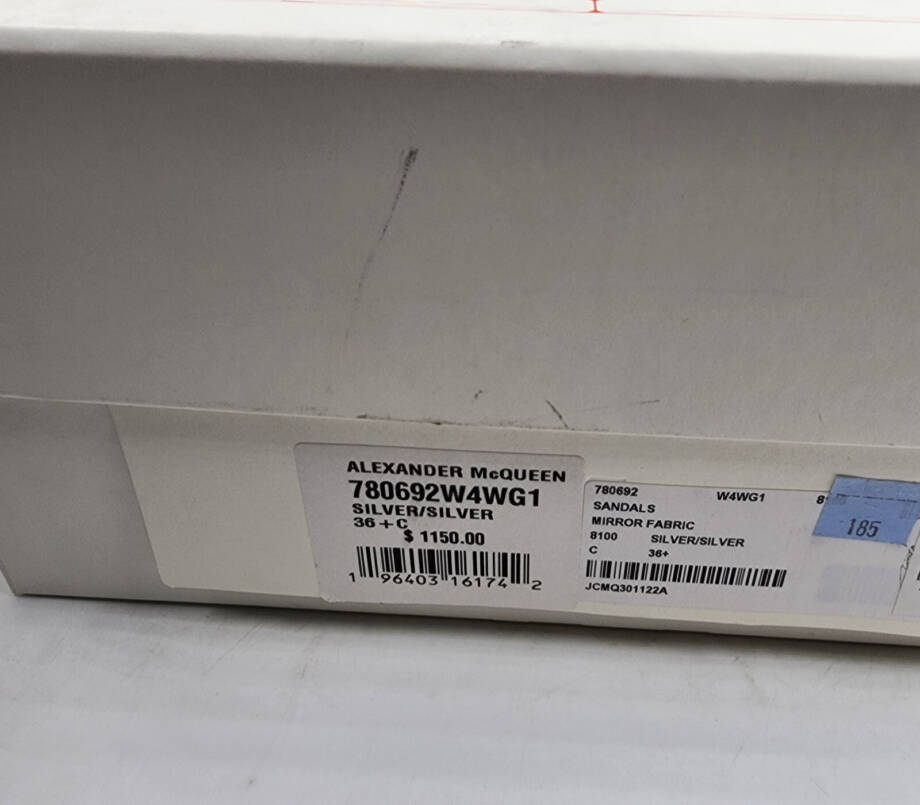 ALEXANDER McQUEEN
780692W4WG1
SILVER/SILVER
36+C
$ 1150.00
1 96403 16174 2
780692 W4WG1
SANDALS
MIRROR FABRIC
8100 SILVER/SILVER
C 36+
JCMQ301122A
185